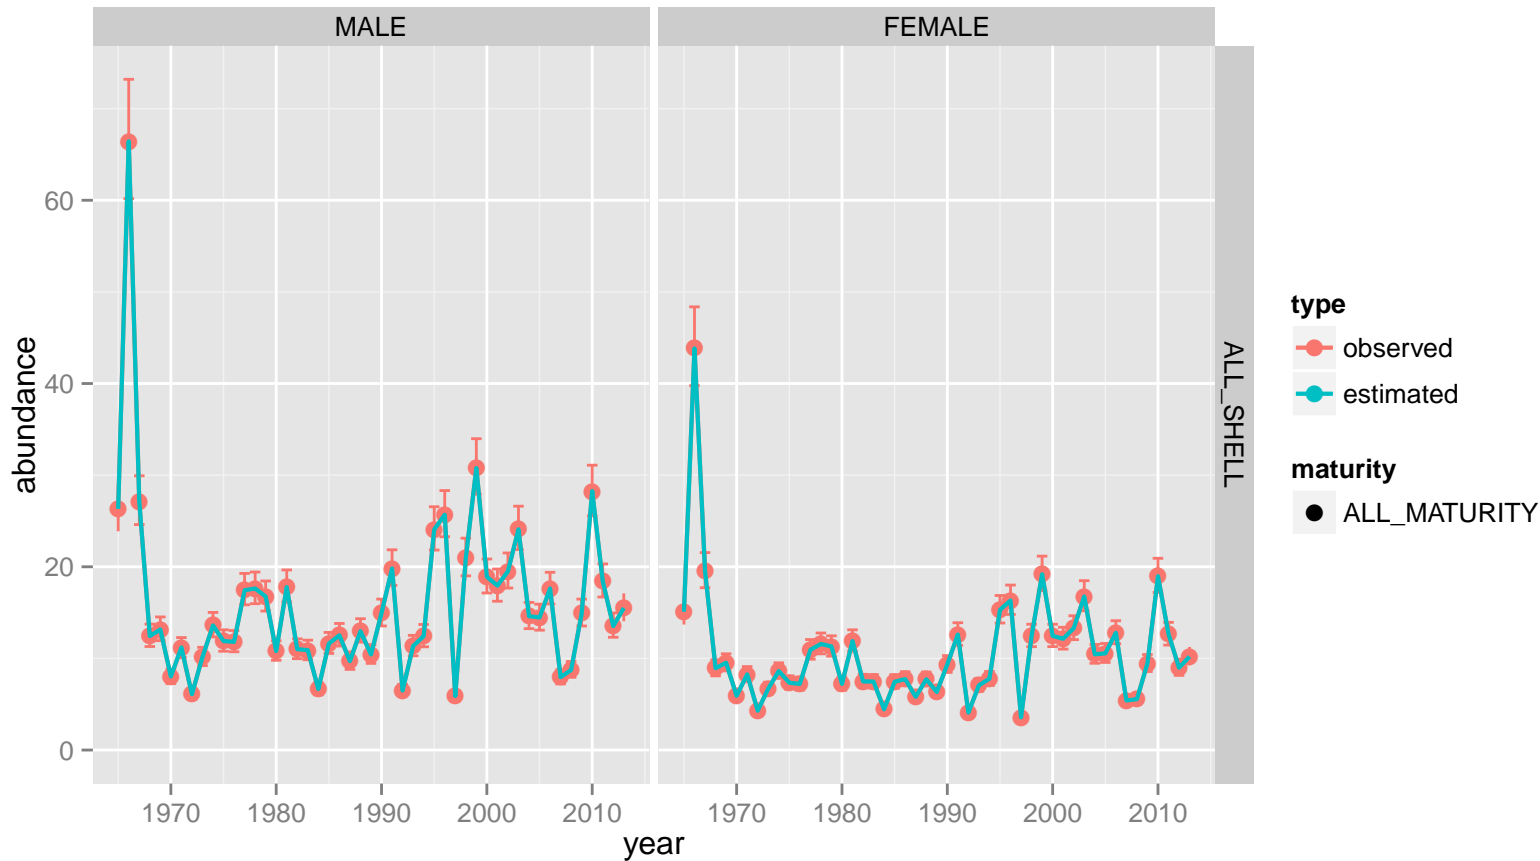 MALE
FEMALE
abundance
60
40
20
0
1970 1980 1990 2000 2010
1970 1980 1990 2000 2010
year
ALL_SHELL
type
observed
estimated
maturity
ALL_MATURITY